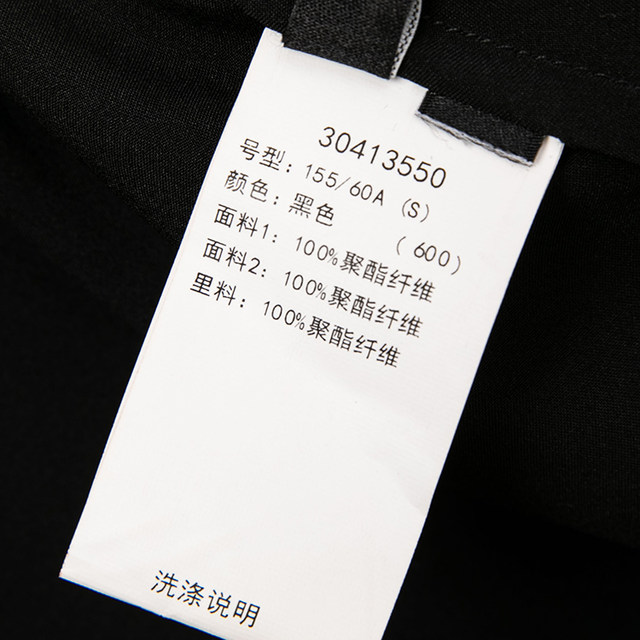 30413550
号型: 155/60A (S)
颜色: 黑色 (600)
面料1: 100%聚酯纤维
面料2: 100%聚酯纤维
里料: 100%聚酯纤维
洗涤说明